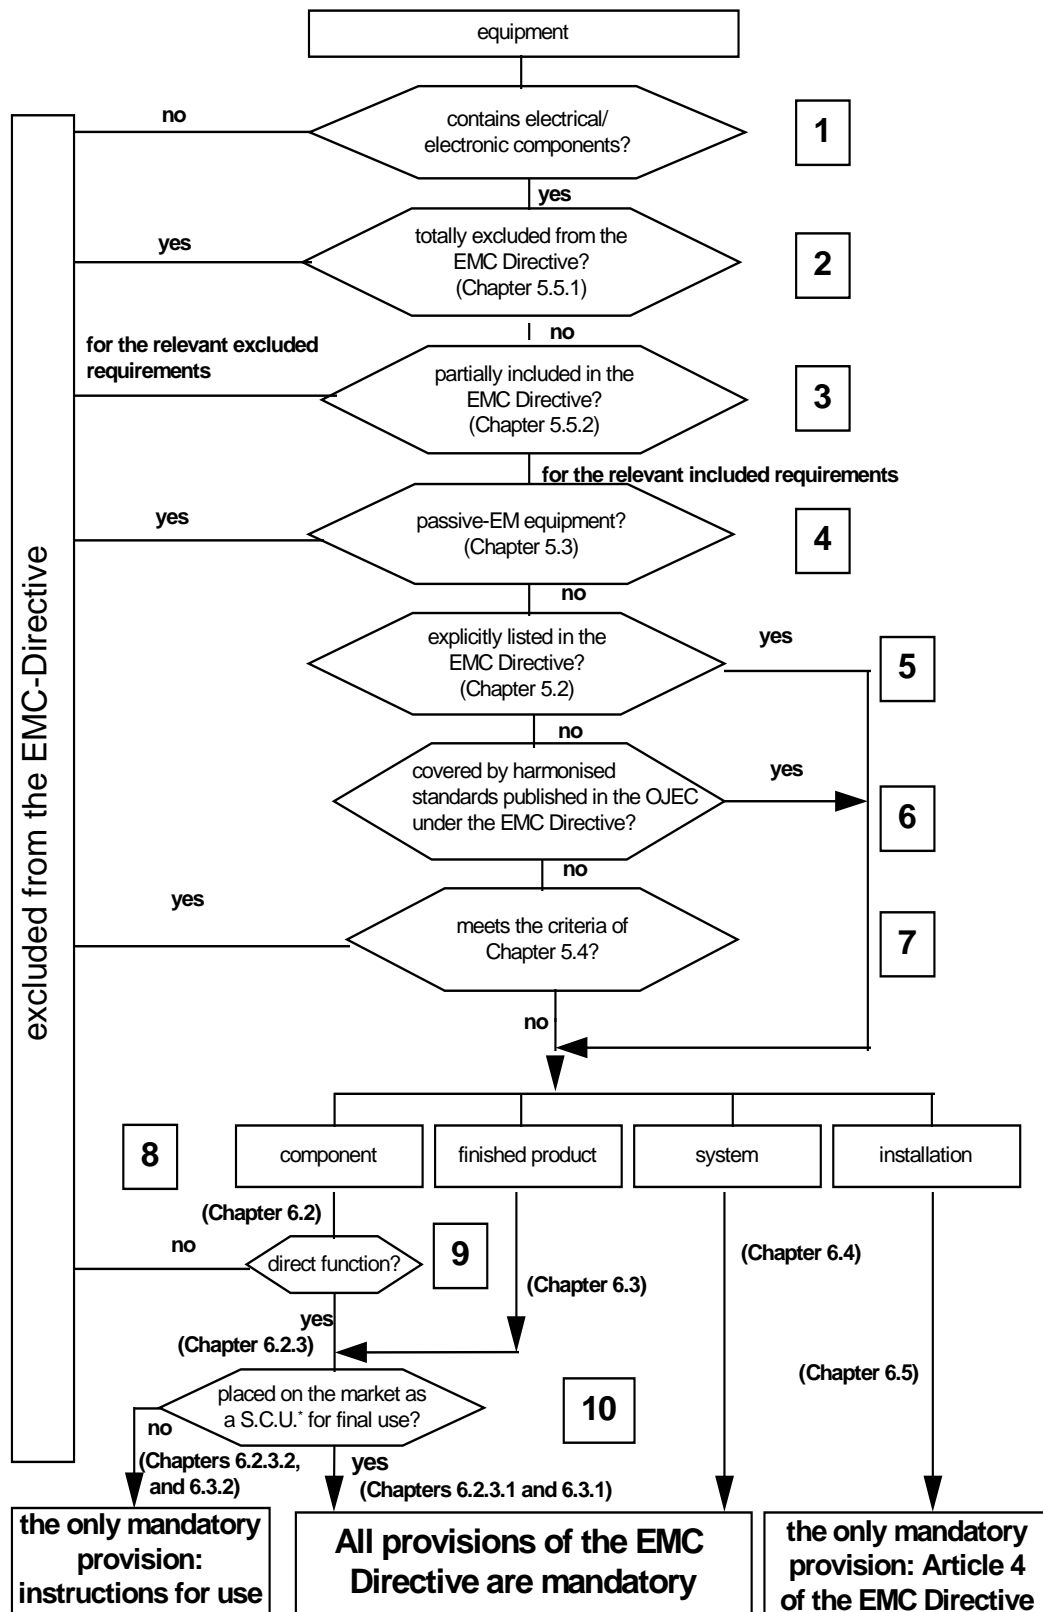 equipment
no
contains electrical/
electronic components?
1
yes
yes
totally excluded from the
EMC Directive?
(Chapter 5.5.1)
2
no
for the relevant excluded
requirements
partially included in the
EMC Directive?
(Chapter 5.5.2)
3
for the relevant included requirements
yes
passive-EM equipment?
(Chapter 5.3)
4
no
explicitly listed in the
EMC Directive?
(Chapter 5.2)
yes
5
no
covered by harmonised
standards published in the OJEC
under the EMC Directive?
yes
6
no
yes
meets the criteria of
Chapter 5.4?
7
no
excluded from the EMC-Directive
8
component
finished product
system
installation
(Chapter 6.2)
no
direct function?
9
(Chapter 6.4)
(Chapter 6.3)
yes
(Chapter 6.2.3)
(Chapter 6.5)
placed on the market as
a S.C.U.* for final use?
10
no
(Chapters 6.2.3.2,
and 6.3.2)
yes
(Chapters 6.2.3.1 and 6.3.1)
the only mandatory
provision:
instructions for use
All provisions of the EMC
Directive are mandatory
the only mandatory
provision: Article 4
of the EMC Directive